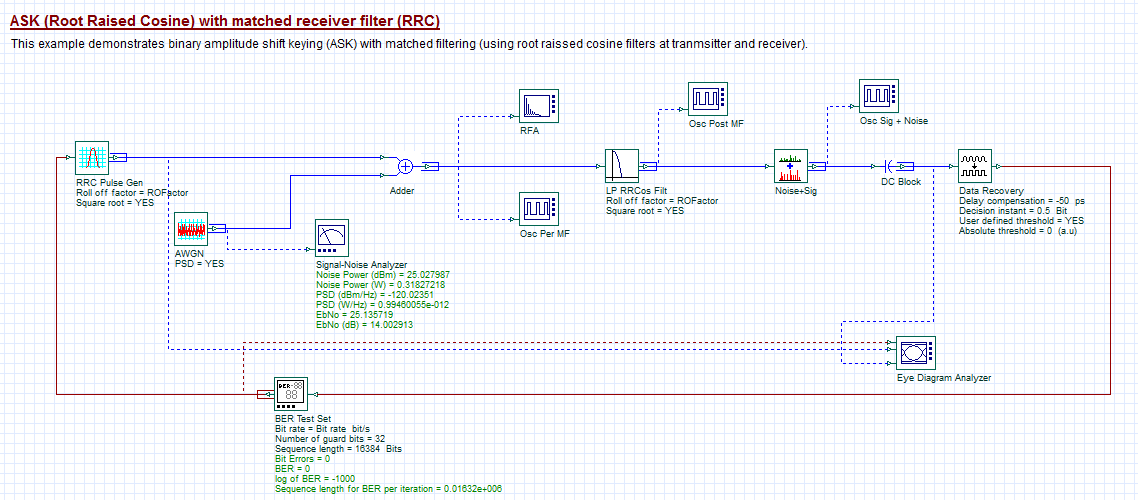 ASK (Root Raised Cosine) with matched receiver filter (RRC)
This example demonstrates binary amplitude shift keying (ASK) with matched filtering (using root raissed cosine filters at tranmsitter and receiver).
RFA
Osc Post MF
Osc Sig + Noise
RRC Pulse Gen
Roll off factor = ROFactor
Square root = YES
Adder
LP RRCos Filt
Roll off factor = ROFactor
Square root = YES
Noise+Sig
DC Block
Data Recovery
Delay compensation = -50 ps
Decision instant = 0.5 Bit
User defined threshold = YES
Absolute threshold = 0 (a.u)
Osc Per MF
AWGN
PSD = YES
Signal-Noise Analyzer
Noise Power (dBm) = 25.027987
Noise Power (W) = 0.31827218
PSD (dBm/Hz) = -120.02351
PSD (W/Hz) = 0.99460055e-012
EbNo = 25.135719
EbNo (dB) = 14.002913
Eye Diagram Analyzer
BER Test Set
Bit rate = Bit rate bit/s
Number of guard bits = 32
Sequence length = 16384 Bits
Bit Errors = 0
BER = 0
log of BER = -1000
Sequence length for BER per iteration = 0.01632e+006